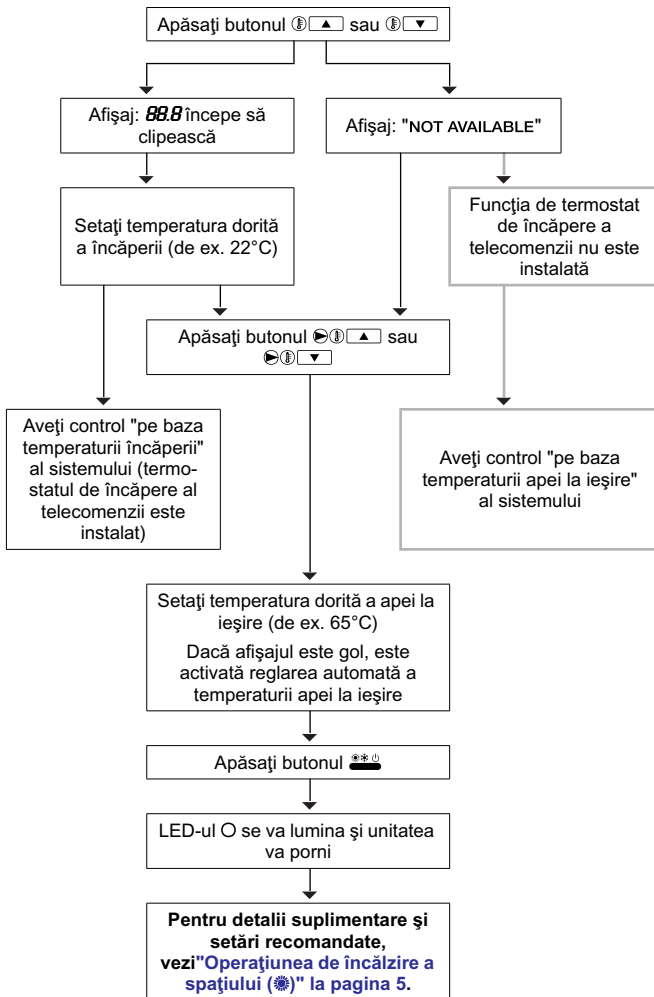 Apăsaţi butonul ▲ sau ▼
Afişaj: 88.8 începe să
clipească
Afişaj: "NOT AVAILABLE"
Setaţi temperatura dorită
a încăperii (de ex. 22°C)
Funcţia de termostat
de încăpere a
telecomenzii nu este
instalată
Apăsaţi butonul ▲ sau
▼
Aveţi control "pe baza
temperaturii încăperii"
al sistemului (termo-
statul de încăpere al
telecomenzii este
instalat)
Aveţi control "pe baza
temperaturii apei la ieşire"
al sistemului
Setaţi temperatura dorită a apei la
ieşire (de ex. 65°C)
Dacă afişajul este gol, este
activată reglarea automată a
temperaturii apei la ieşire
Apăsaţi butonul
LED-ul se va lumina şi unitatea
va porni
Pentru detalii suplimentare şi
setări recomandate,
vezi"Operaţiunea de încălzire a
spaţiului ( )" la pagina 5.